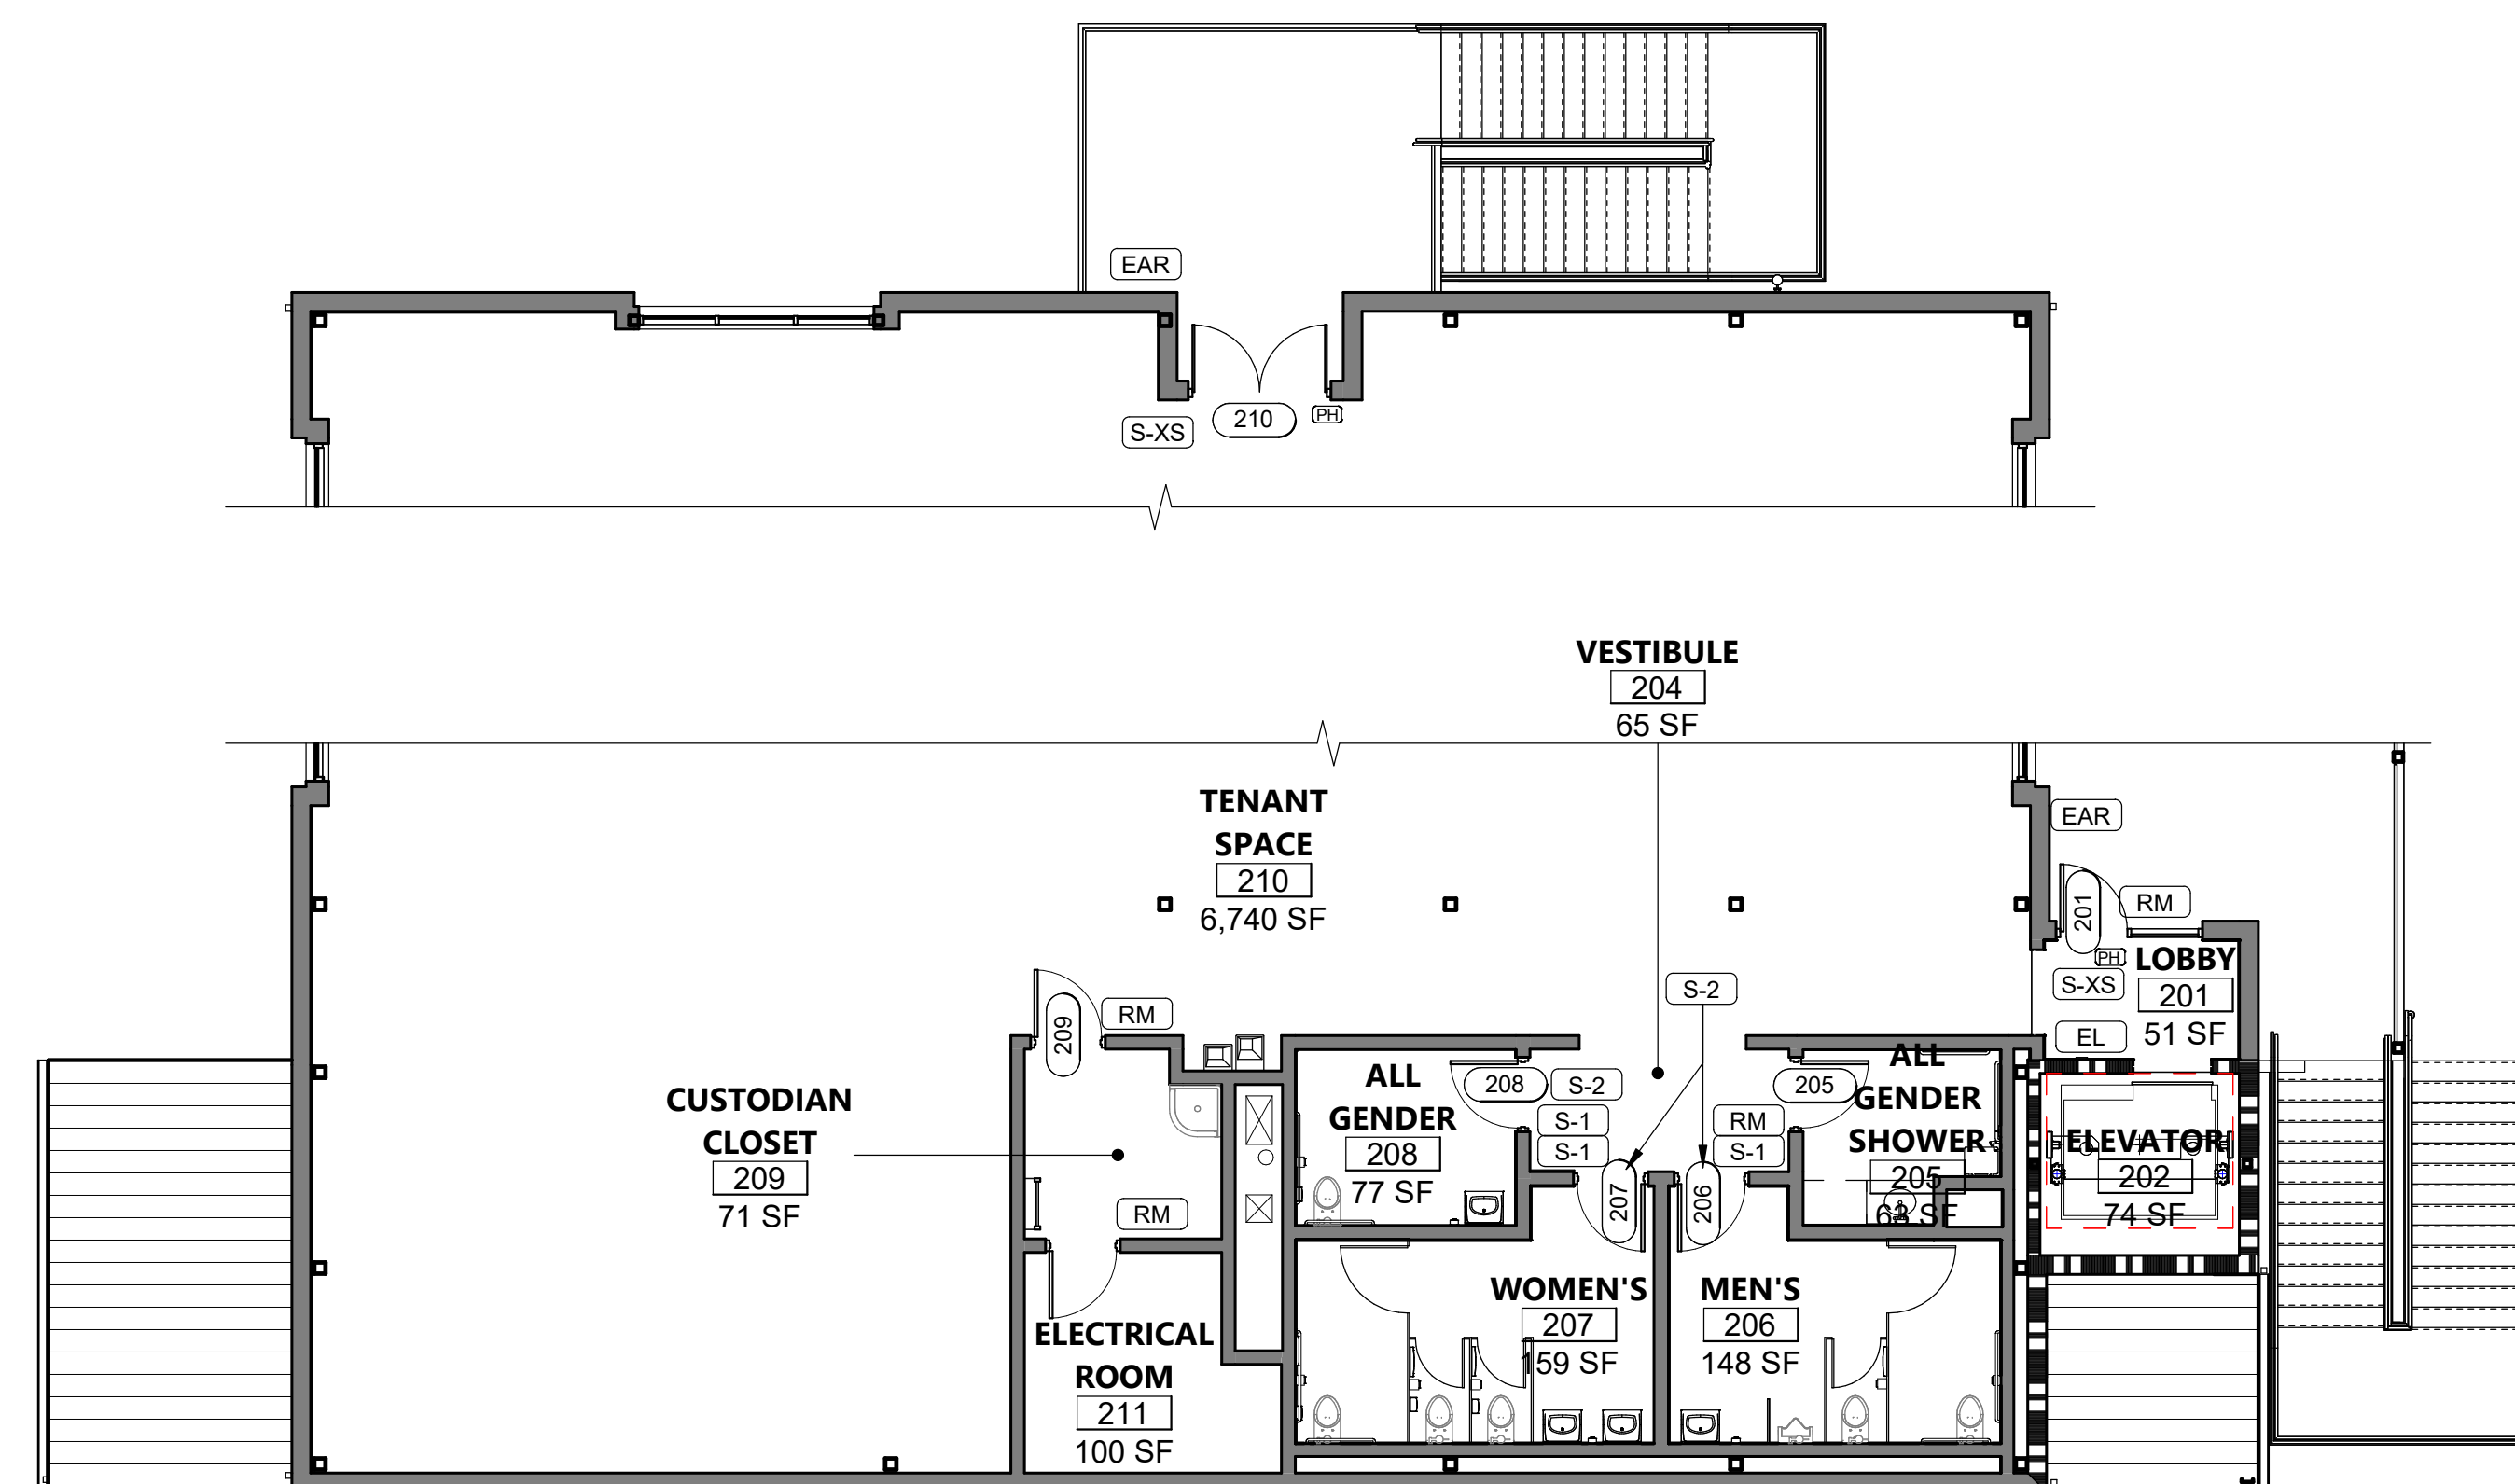 EAR
S-XS
210
PH
VESTIBULE
204
65 SF
TENANT
SPACE
210
6,740 SF
EAR
201
RM
PH
LOBBY
S-XS
201
EL
51 SF
S-2
209
RM
CUSTODIAN
CLOSET
209
71 SF
RM
ALL
GENDER
208
77 SF
208
S-2
S-1
S-1
RM
S-1
205
ALL
GENDER
SHOWER
205
63 SF
ELEVATOR
202
74 SF
207
206
WOMEN'S
207
159 SF
MEN'S
206
148 SF
ELECTRICAL
ROOM
211
100 SF